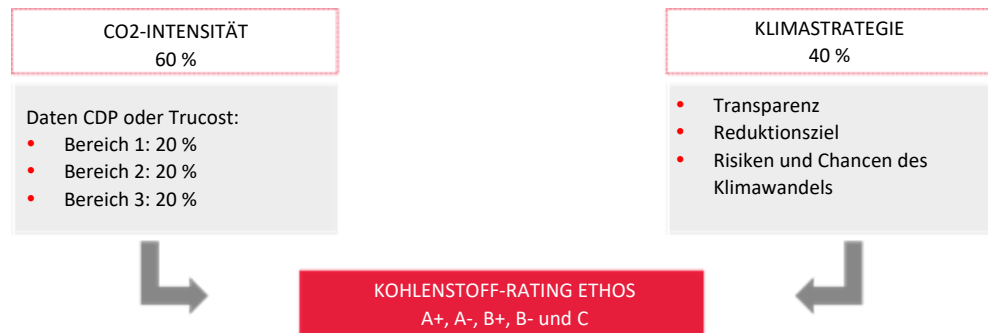 CO2-INTENSITÄT
60 %
Daten CDP oder Trucost:
• Bereich 1: 20 %
• Bereich 2: 20 %
• Bereich 3: 20 %
KLIMASTRATEGIE
40 %
• Transparenz
• Reduktionsziel
• Risiken und Chancen des
Klimawandels
KOHLENSTOFF-RATING ETHOS
A+, A-, B+, B- und C